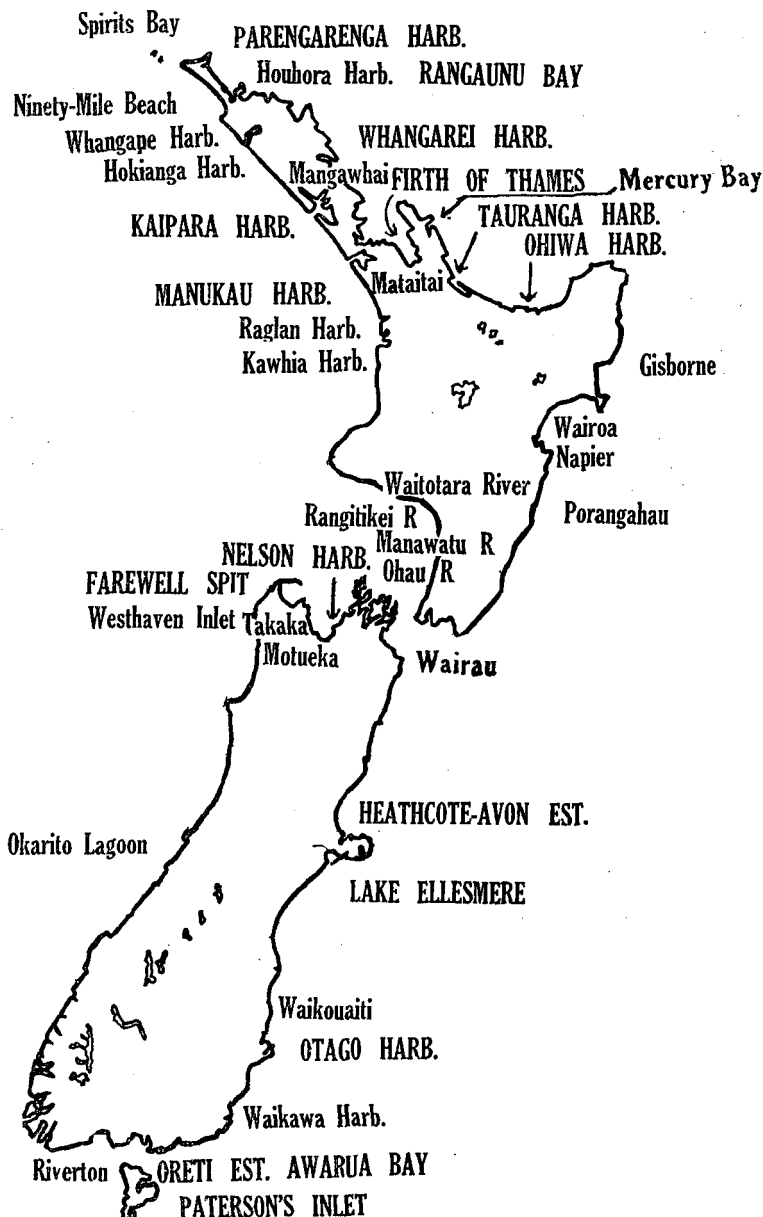 Spirits Bay
PARENGARENGA HARB.
Houhora Harb. RANGAUNU BAY
Ninety-Mile Beach
Whangape Harb.
WHANGAREI HARB.
Hokianga Harb.
Mangawhai
FIRTH OF THAMES
Mercury Bay
KAIPARA HARB.
TAURANGA HARB.
OHIWA HARB.
Mataitai
MANUKAU HARB.
Raglan Harb.
Kawhia Harb.
Gisborne
Wairoa
Napier
Waitotara River
Porangahau
Rangitikei R
Manawatu R
NELSON HARB.
Ohau R
FAREWELL SPIT
Westhaven Inlet
Takaka
Motueka
Wairau
HEATHCOTE-AVON EST.
Okarito Lagoon
LAKE ELLESMERE
Waikouaiti
OTAGO HARB.
Waikawa Harb.
Riverton
ORETI EST. AWARUA BAY
PATERSON'S INLET